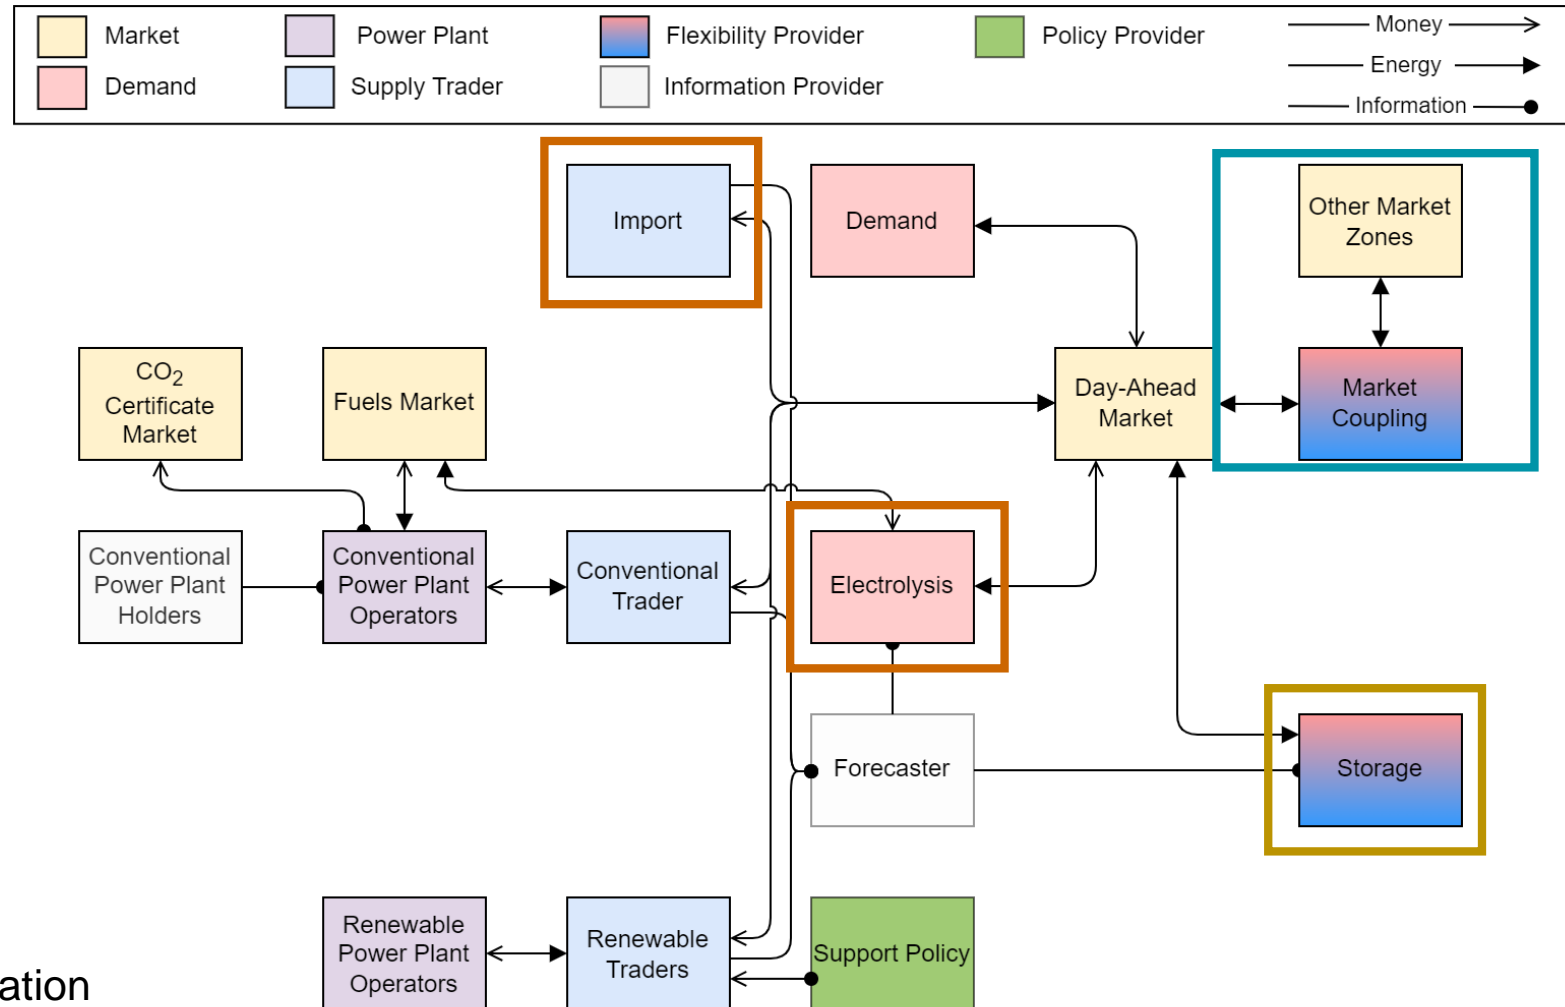 Market
Power Plant
Flexibility Provider
Policy Provider
Money
Energy
Demand
Supply Trader
Information Provider
Information
Import
Demand
Other Market
Zones
CO2
Certificate
Market
Fuels Market
Day-Ahead
Market
Market
Coupling
Conventional
Power Plant
Holders
Conventional
Power Plant
Operators
Conventional
Trader
Electrolysis
Forecaster
Storage
Renewable
Power Plant
Operators
Renewable
Traders
Support Policy
ation